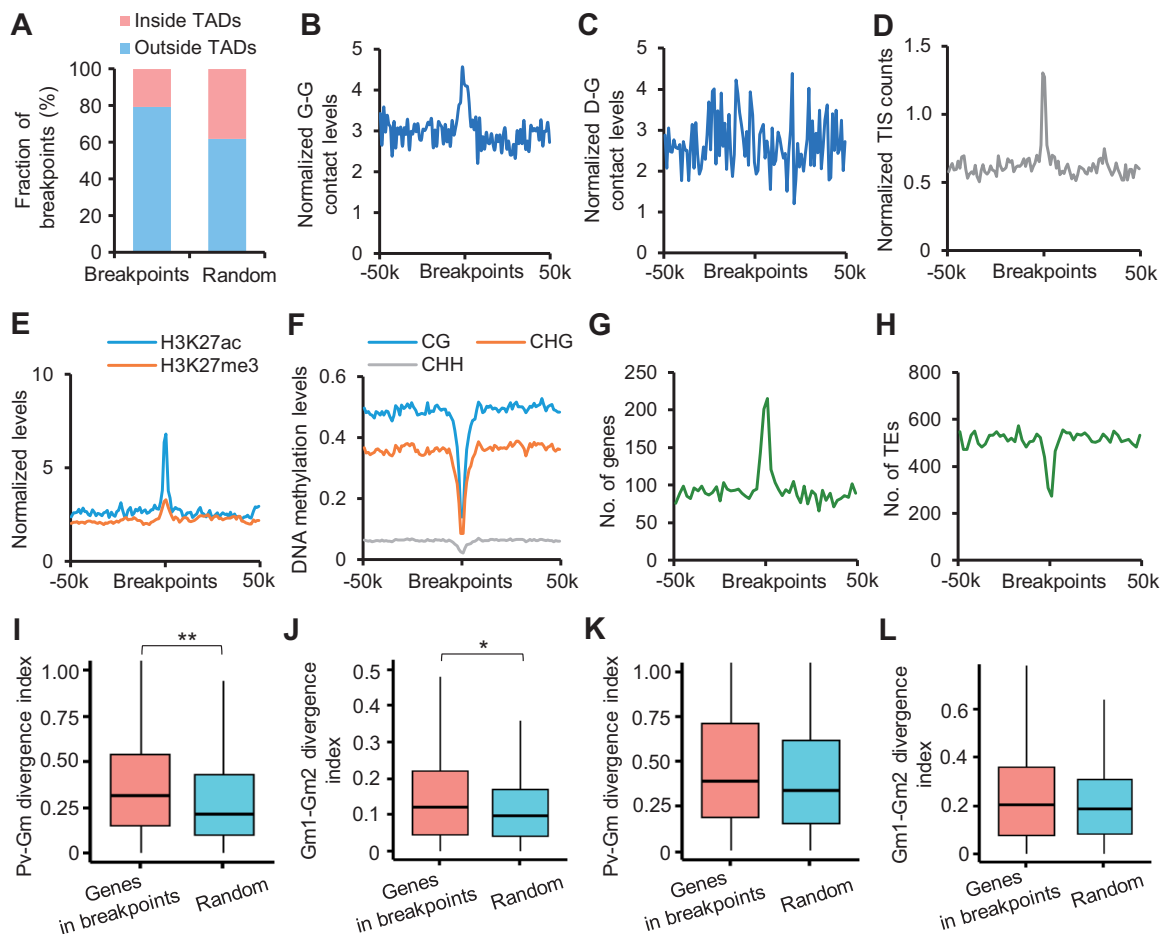 A
Inside TADs
Outside TADs
Fraction of
breakpoints (%)
100
80
60
40
20
0
Breakpoints
Random
B
Normalized G-G
contact levels
5
4
3
2
1
0
-50k
Breakpoints
50k
C
Normalized D-G
contact levels
5
4
3
2
1
0
-50k
Breakpoints
50k
D
Normalized TIS counts
1.5
1.0
0.5
0
-50k
Breakpoints
50k
E
H3K27ac
H3K27me3
Normalized levels
10
5
0
-50k
Breakpoints
50k
F
CG
CHG
CHH
DNA methylation levels
0.6
0.4
0.2
0
-50k
Breakpoints
50k
G
No. of genes
250
200
150
100
50
0
-50k
Breakpoints
50k
H
No. of TEs
800
600
400
200
0
-50k
Breakpoints
50k
I
**
Pv-Gm divergence index
1.00
0.75
0.50
0.25
0
Genes
in breakpoints
Random
J
*
Gm1-Gm2 divergence
index
0.5
0.4
0.3
0.2
0.1
0
Genes
in breakpoints
Random
K
Pv-Gm divergence index
1.00
0.75
0.50
0.25
0
Genes
in breakpoints
Random
L
Gm1-Gm2 divergence
index
0.6
0.4
0.2
0
Genes
in breakpoints
Random